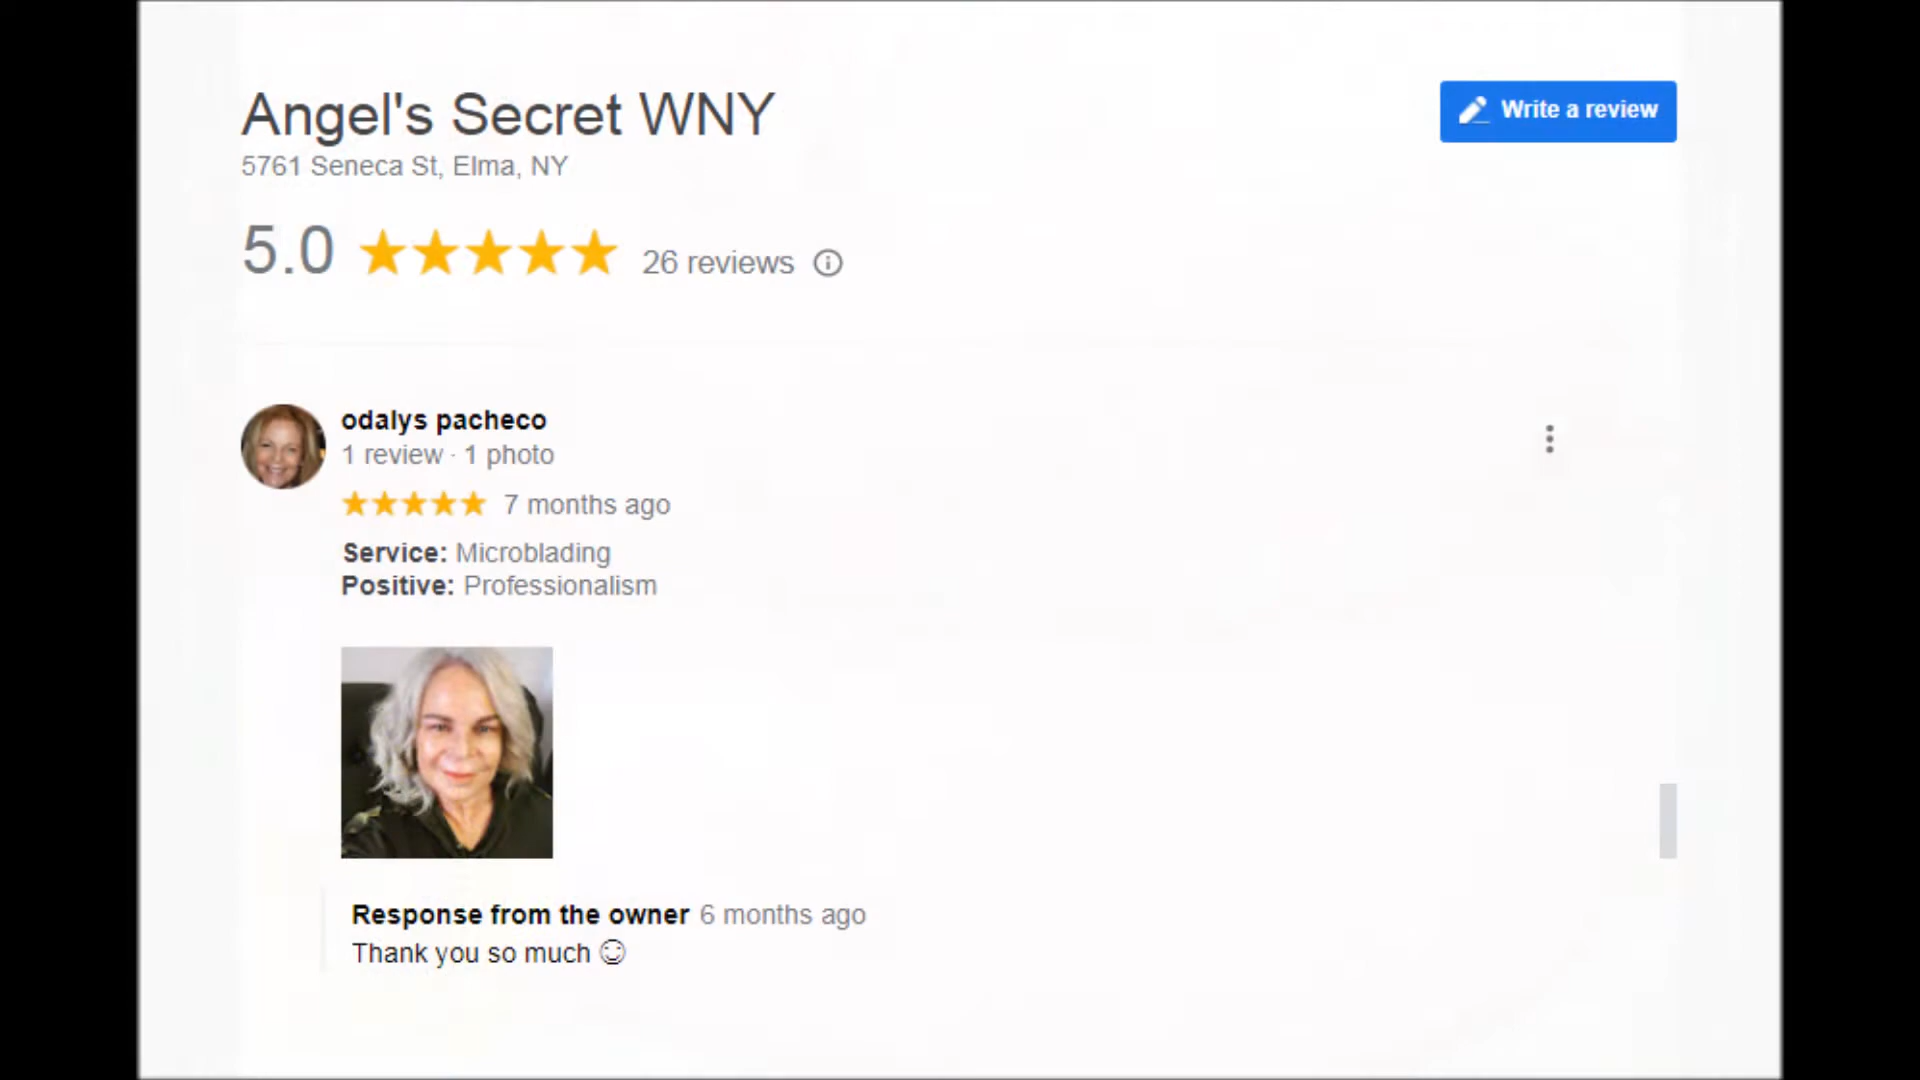 Angel's Secret WNY
Write a review
5761 Seneca St, Elma, NY
5.0 ★★★★★ 26 reviews
odalys pacheco
1 review · 1 photo
★★★★★ 7 months ago
Service: Microblading
Positive: Professionalism
Response from the owner 6 months ago
Thank you so much ☺